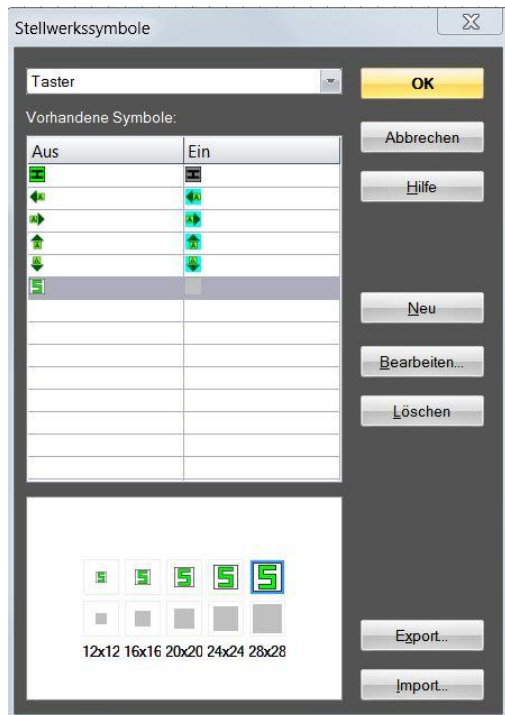 Stellwerkssymbole
Taster
OK
Vorhandene Symbole:
Abbrechen
Aus Ein
Hilfe
Neu
Bearbeiten...
Löschen
12x12 16x16 20x20 24x24 28x28
Export...
Import...